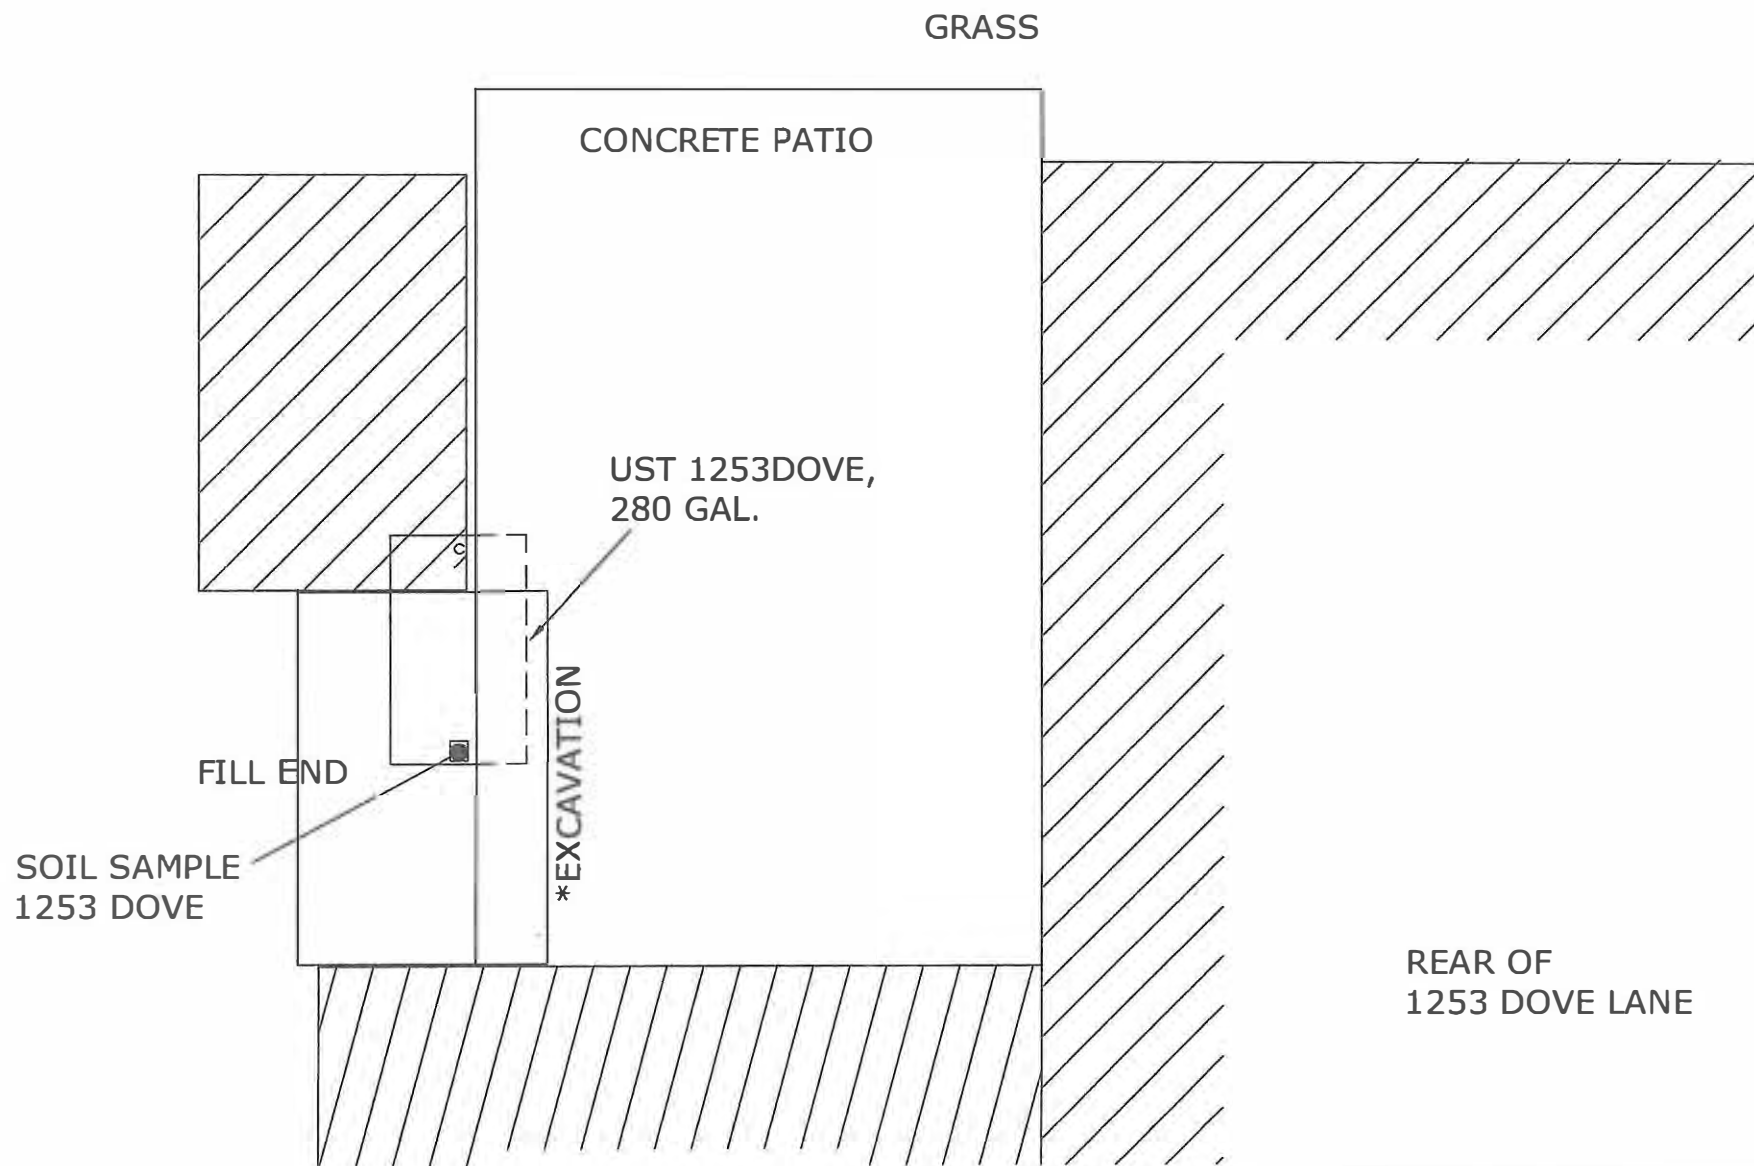 GRASS
CONCRETE PATIO
UST 1253DOVE,
280 GAL.
*EXCAVATION
FILL END
SOIL SAMPLE
1253 DOVE
REAR OF
1253 DOVE LANE